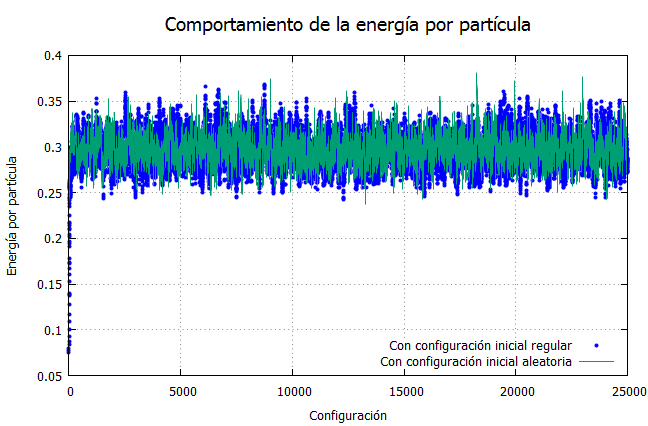 Comportamiento de la energía por partícula
0.4
0.35
0.3
0.25
0.2
0.15
0.1
0.05
Energía por partícula
Con configuración inicial regular
Con configuración inicial aleatoria
0 5000 10000 15000 20000 25000
Configuración